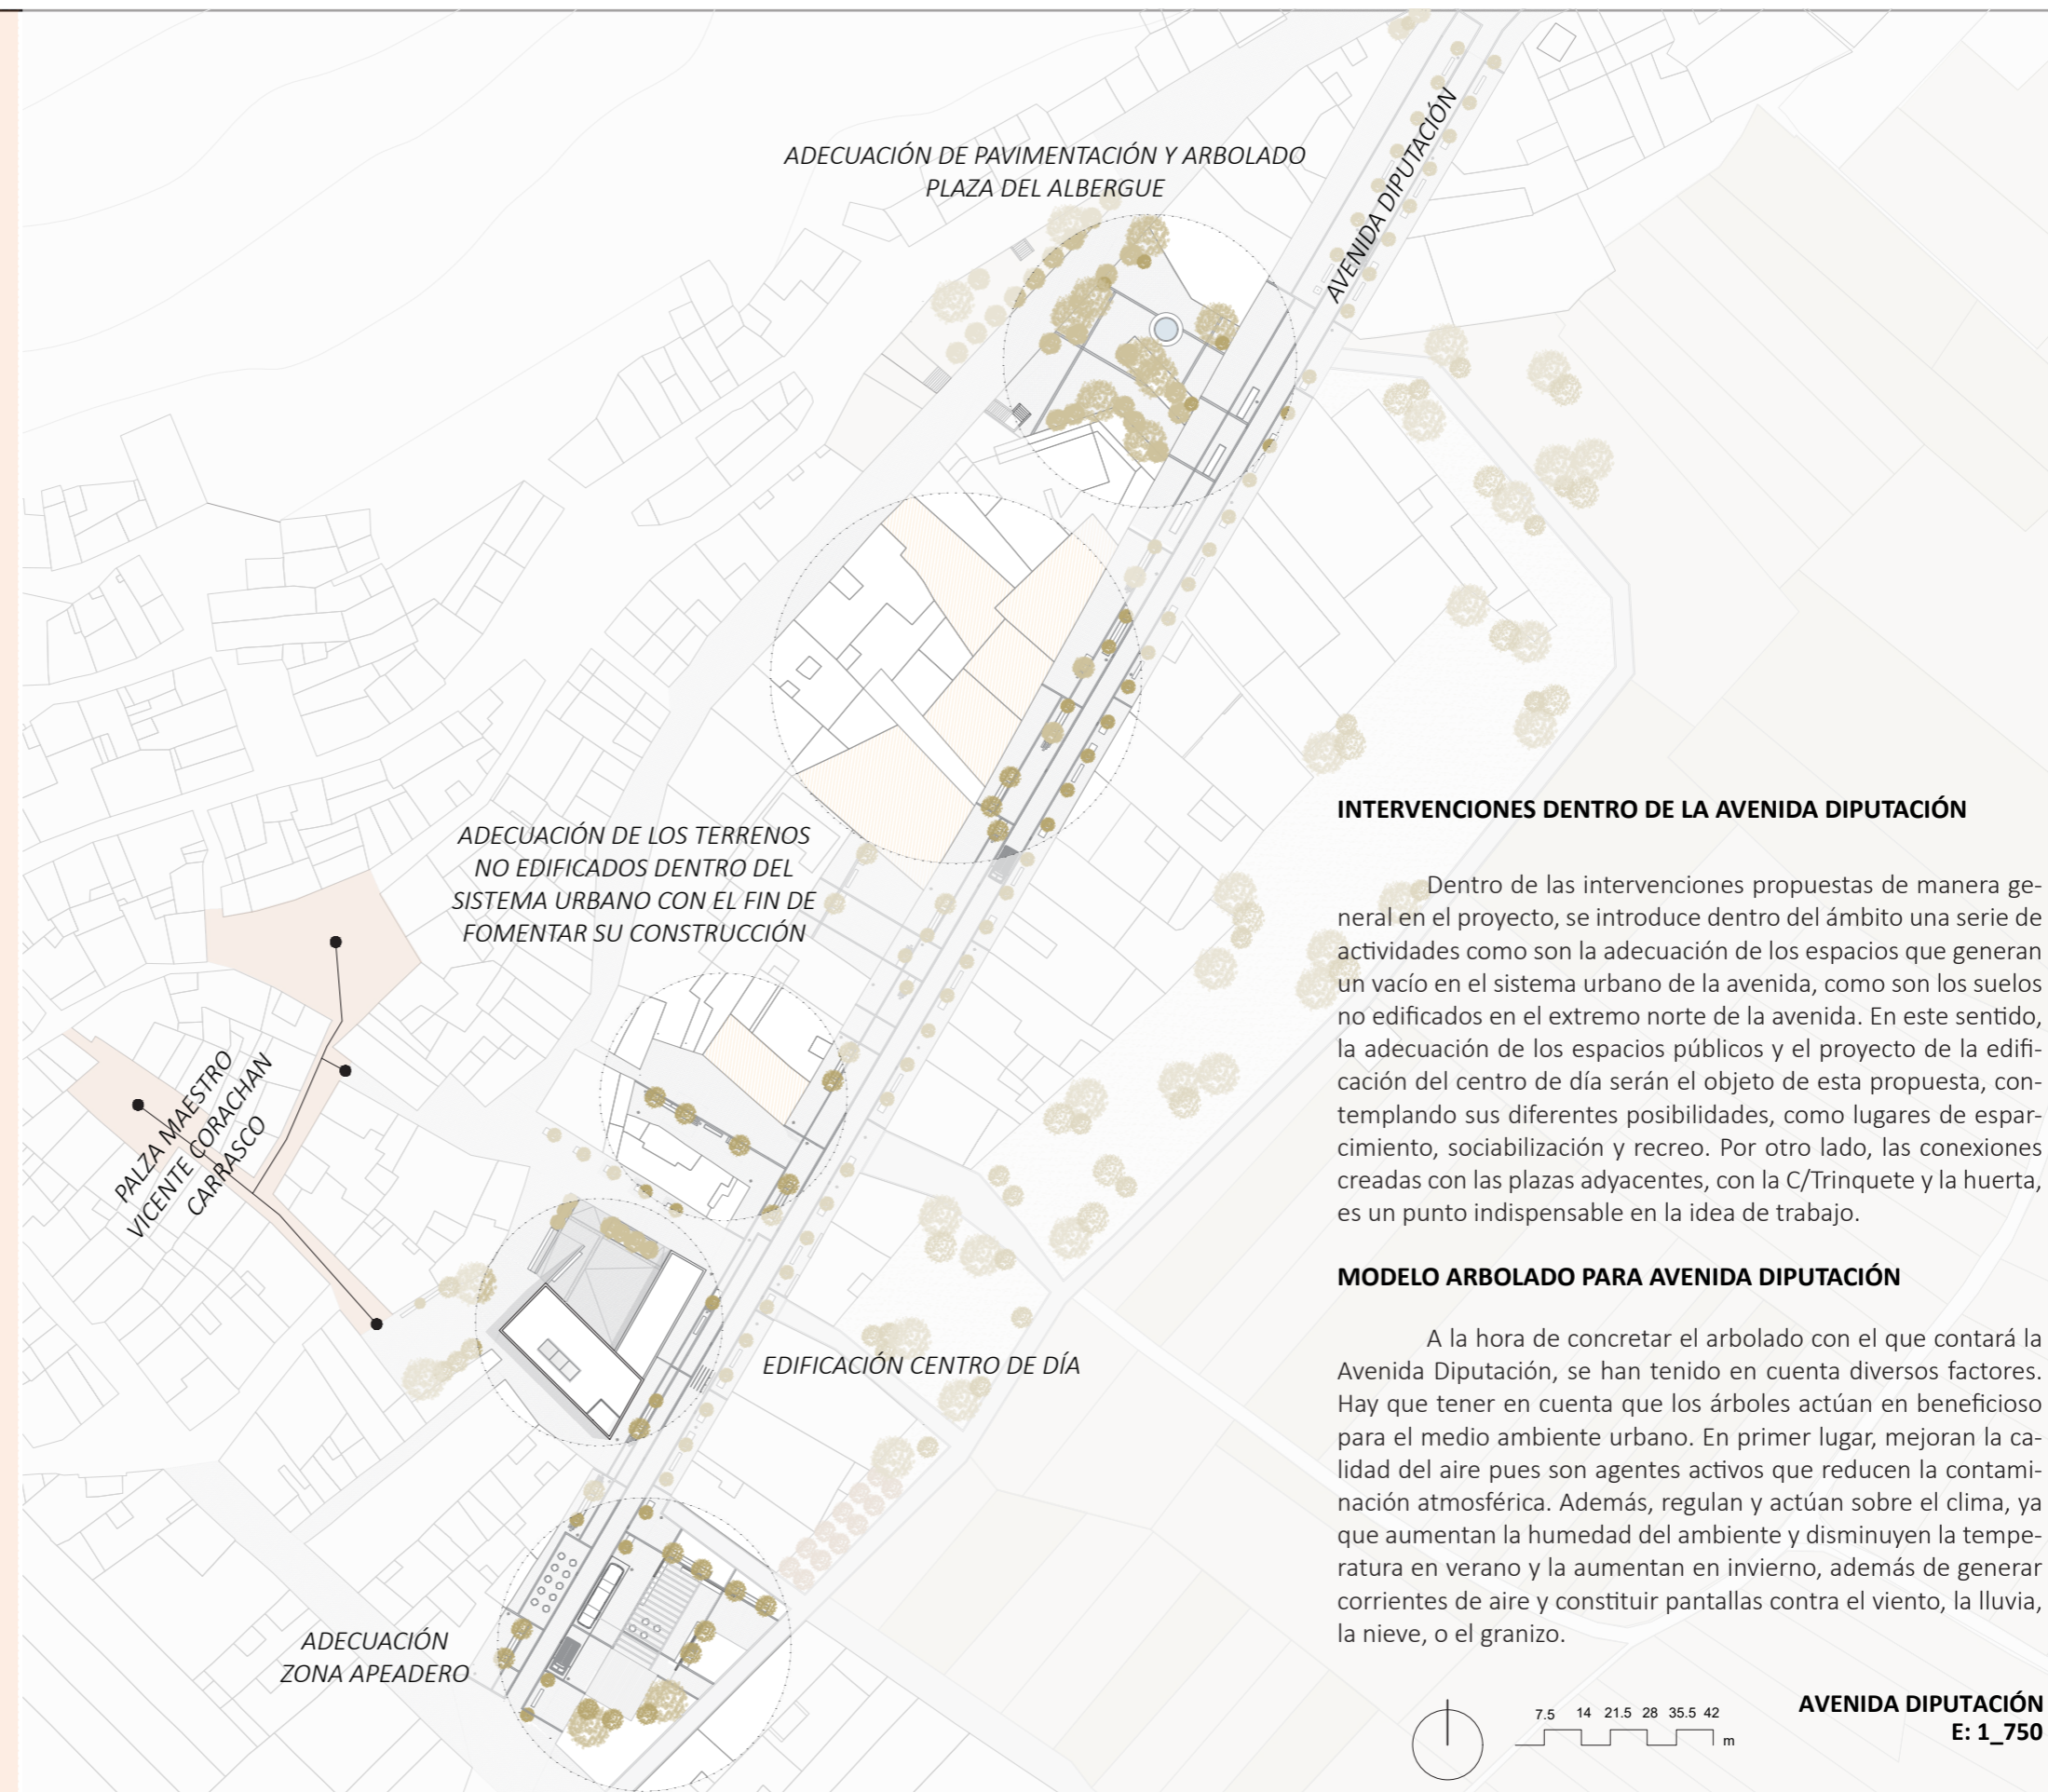 ADECUACIÓN DE PAVIMENTACIÓN Y ARBOLADO
PLAZA DEL ALBERGUE
AVENIDA DIPUTACIÓN
ADECUACIÓN DE LOS TERRENOS
NO EDIFICADOS DENTRO DEL
SISTEMA URBANO CON EL FIN DE
FOMENTAR SU CONSTRUCCIÓN
PALZA MAESTRO
VICENTE CORACHAN
CARRASCO
EDIFICACIÓN CENTRO DE DÍA
ADECUACIÓN
ZONA APEADERO
INTERVENCIONES DENTRO DE LA AVENIDA DIPUTACIÓN
Dentro de las intervenciones propuestas de manera ge-
neral en el proyecto, se introduce dentro del ámbito una serie de
actividades como son la adecuación de los espacios que generan
un vacío en el sistema urbano de la avenida, como son los suelos
no edificados en el extremo norte de la avenida. En este sentido,
la adecuación de los espacios públicos y el proyecto de la edifi-
cación del centro de día serán el objeto de esta propuesta, con-
templando sus diferentes posibilidades, como lugares de espar-
cimiento, sociabilización y recreo. Por otro lado, las conexiones
creadas con las plazas adyacentes, con la C/Trinquete y la huerta,
es un punto indispensable en la idea de trabajo.
MODELO ARBOLADO PARA AVENIDA DIPUTACIÓN
A la hora de concretar el arbolado con el que contará la
Avenida Diputación, se han tenido en cuenta diversos factores.
Hay que tener en cuenta que los árboles actúan en beneficioso
para el medio ambiente urbano. En primer lugar, mejoran la ca-
lidad del aire pues son agentes activos que reducen la contami-
nación atmosférica. Además, regulan y actúan sobre el clima, ya
que aumentan la humedad del ambiente y disminuyen la tempe-
ratura en verano y la aumentan en invierno, además de generar
corrientes de aire y constituir pantallas contra el viento, la lluvia,
la nieve, o el granizo.
7.5 14 21.5 28 35.5 42
m
AVENIDA DIPUTACIÓN
E: 1_750